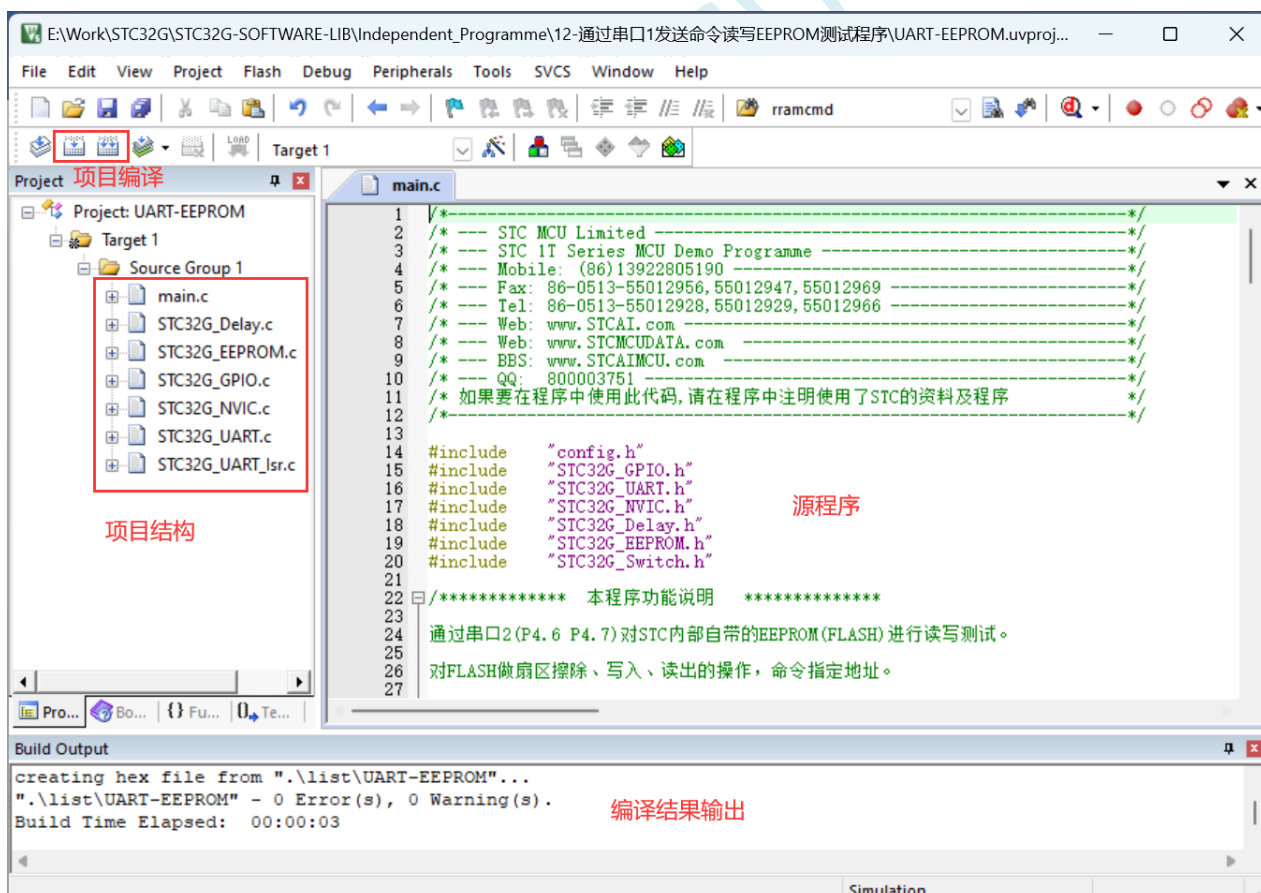 E:\Work\STC32G\STC32G-SOFTWARE-LIB\Independent_Programme\12-通过串口1发送命令读写EEPROM测试程序\UART-EEPROM.uvproj...
File Edit View Project Flash Debug Peripherals Tools SVCS Window Help
rramcmd
LOAD Target 1
Project 项目编译
main.c
Project: UART-EEPROM
Target 1
Source Group 1
main.c
STC32G_Delay.c
STC32G_EEPROM.c
STC32G_GPIO.c
STC32G_NVIC.c
STC32G_UART.c
STC32G_UART_Isr.c
项目结构
Pro... Bo... {} Fu... Te...
1 /*---------------------------------------------------------------------*/
2 /* --- STC MCU Limited ------------------------------------------------*/
3 /* --- STC 1T Series MCU Demo Programme -------------------------------*/
4 /* --- Mobile: (86)13922805190 ----------------------------------------*/
5 /* --- Fax: 86-0513-55012956,55012947,55012969 ------------------------*/
6 /* --- Tel: 86-0513-55012928,55012929,55012966 ------------------------*/
7 /* --- Web: www.STCAI.com ---------------------------------------------*/
8 /* --- Web: www.STCMCUDATA.com ---------------------------------------*/
9 /* --- BBS: www.STCAIMCU.com -----------------------------------------*/
10 /* --- QQ: 800003751 -------------------------------------------------*/
11 /* 如果要在程序中使用此代码,请在程序中注明使用了STC的资料及程序 */
12 /*---------------------------------------------------------------------*/
13
14 #include "config.h"
15 #include "STC32G_GPIO.h"
16 #include "STC32G_UART.h"
17 #include "STC32G_NVIC.h"
18 #include "STC32G_Delay.h"
19 #include "STC32G_EEPROM.h"
20 #include "STC32G_Switch.h"
21
22 /************* 本程序功能说明 **************
23
24 通过串口2(P4.6 P4.7)对STC内部自带的EEPROM(FLASH)进行读写测试。
25
26 对FLASH做扇区擦除、写入、读出的操作，命令指定地址。
27
源程序
Build Output
creating hex file from ".\list\UART-EEPROM"...
".\list\UART-EEPROM" - 0 Error(s), 0 Warning(s).
Build Time Elapsed: 00:00:03
编译结果输出
Simulation